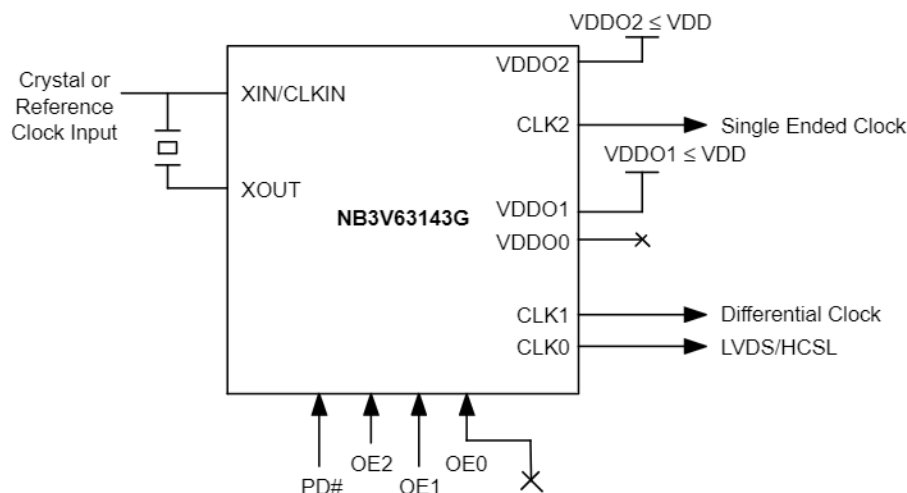 VDDO2 ≤ VDD
VDDO2
Crystal or
Reference
Clock Input
XIN/CLKIN
CLK2
Single Ended Clock
VDDO1 ≤ VDD
XOUT
NB3V63143G
VDDO1
VDDO0
CLK1
Differential Clock
CLK0
LVDS/HCSL
PD#
OE2
OE1
OE0